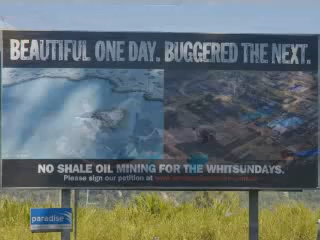 BEAUTIFUL ONE DAY. BUGGERED THE NEXT.
NO SHALE OIL MINING FOR THE WHITSUNDAYS.
Please sign our petition at
paradise